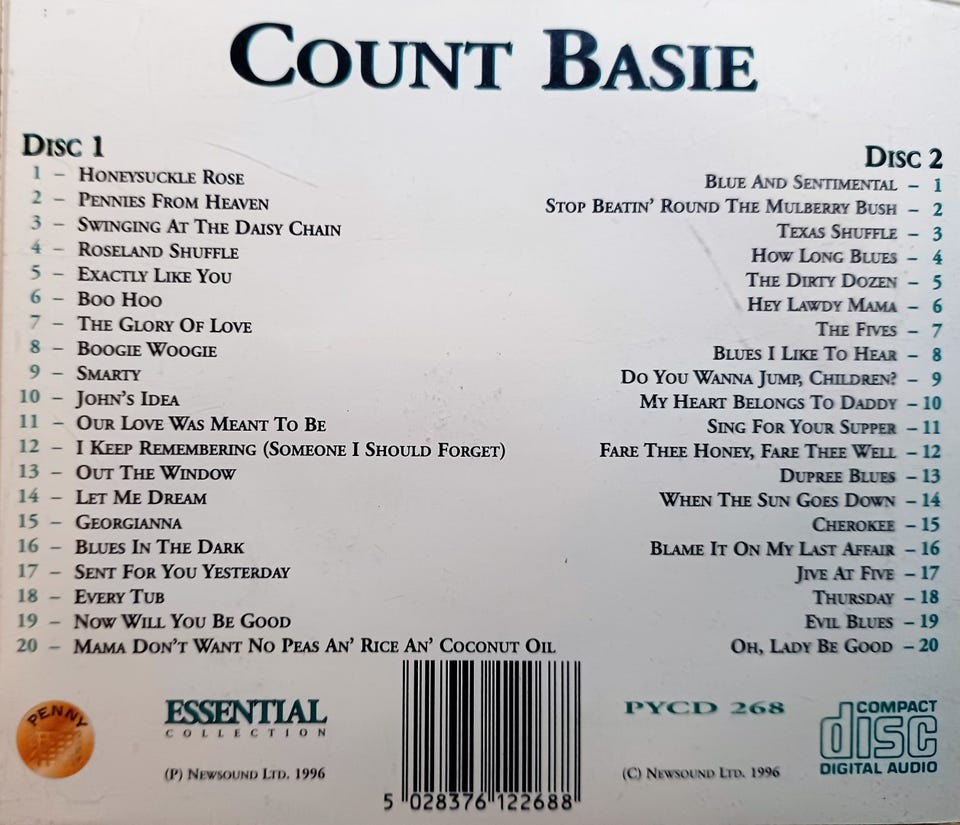 COUNT BASIE
DISC 1
1 – HONEYSUCKLE ROSE
2 – PENNIES FROM HEAVEN
3 – SWINGING AT THE DAISY CHAIN
4 – ROSELAND SHUFFLE
5 – EXACTLY LIKE YOU
6 – BOO HOO
7 – THE GLORY OF LOVE
8 – BOOGIE WOOGIE
9 – SMARTY
10 – JOHN'S IDEA
11 – OUR LOVE WAS MEANT TO BE
12 – I KEEP REMEMBERING (SOMEONE I SHOULD FORGET)
13 – OUT THE WINDOW
14 – LET ME DREAM
15 – GEORGIANNA
16 – BLUES IN THE DARK
17 – SENT FOR YOU YESTERDAY
18 – EVERY TUB
19 – NOW WILL YOU BE GOOD
20 – MAMA DON'T WANT NO PEAS AN' RICE AN' COCONUT OIL
DISC 2
BLUE AND SENTIMENTAL – 1
STOP BEATIN' ROUND THE MULBERRY BUSH – 2
TEXAS SHUFFLE – 3
HOW LONG BLUES – 4
THE DIRTY DOZEN – 5
HEY LAWDY MAMA – 6
THE FIVES – 7
BLUES I LIKE TO HEAR – 8
DO YOU WANNA JUMP, CHILDREN? – 9
MY HEART BELONGS TO DADDY – 10
SING FOR YOUR SUPPER – 11
FARE THEE HONEY, FARE THEE WELL – 12
DUPREE BLUES – 13
WHEN THE SUN GOES DOWN – 14
CHEROKEE – 15
BLAME IT ON MY LAST AFFAIR – 16
JIVE AT FIVE – 17
THURSDAY – 18
EVIL BLUES – 19
OH, LADY BE GOOD – 20
PENNY
ESSENTIAL
COLLECTION
(P) NEWSOUND LTD. 1996
5 028376 122688
PYCD 268
(C) NEWSOUND LTD. 1996
COMPACT
disc
DIGITAL AUDIO